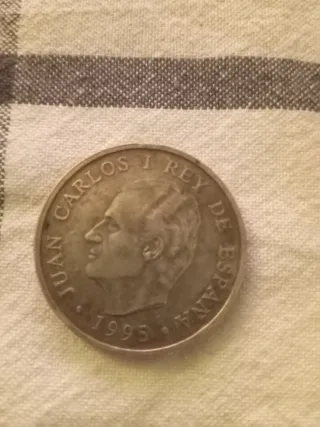 JUAN CARLOS I REY DE ESPAÑA
1995